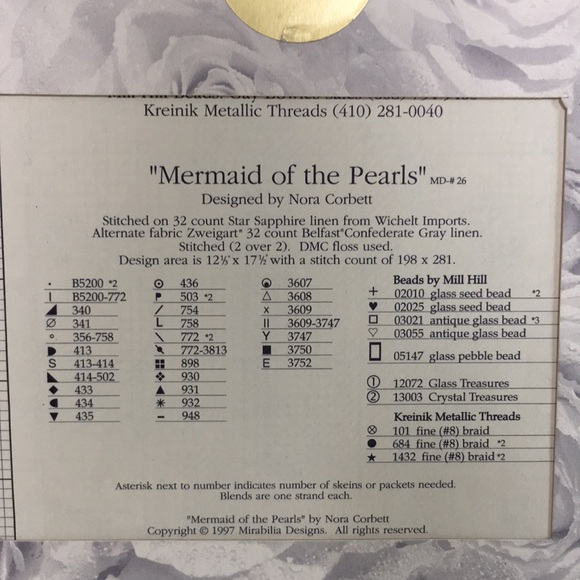 Kreinik Metallic Threads (410) 281-0040
"Mermaid of the Pearls" MD-#26
Designed by Nora Corbett
Stitched on 32 count Star Sapphire linen from Wichelt Imports.
Alternate fabric Zweigart® 32 count Belfast®Confederate Gray linen.
Stitched (2 over 2). DMC floss used.
Design area is 12⅓" x 17½" with a stitch count of 198 x 281.
B5200 *2
B5200-772
340
341
356-758
413
S 413-414
414-502
433
434
435
436
503 *2
/ 754
L 758
\ 772 *2
772-3813
898
930
931
932
– 948
3607
3608
x 3609
II 3609-3747
Y 3747
3750
E 3752
Beads by Mill Hill
+ 02010 glass seed bead *2
♥ 02025 glass seed bead
03021 antique glass bead *3
♡ 03055 antique glass bead
05147 glass pebble bead
① 12072 Glass Treasures
② 13003 Crystal Treasures
Kreinik Metallic Threads
⊗ 101 fine (#8) braid
● 684 fine (#8) braid *2
★ 1432 fine (#8) braid *2
Asterisk next to number indicates number of skeins or packets needed.
Blends are one strand each.
"Mermaid of the Pearls" by Nora Corbett
Copyright © 1997 Mirabilia Designs. All rights reserved.